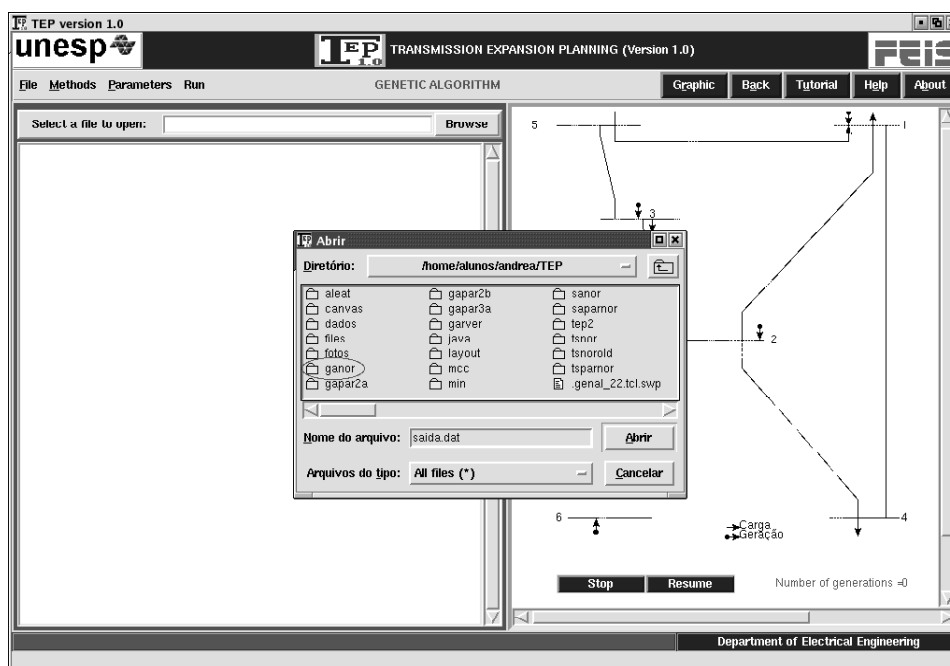 TEP version 1.0
unesp
TEP 1.0
TRANSMISSION EXPANSION PLANNING (Version 1.0)
FEIS
File Methods Parameters Run
GENETIC ALGORITHM
Graphic Back Tutorial Help About
Select a file to open:
Browse
5
1
3
2
6
4
Carga
Geração
Abrir
Diretório: /home/alunos/andrea/TEP
aleat gapar2b sanor
canvas gapar3a saparnor
dados garver tep2
files java tsnor
fotos layout tsnorold
ganor mcc tsparnor
gapar2a min .genal_22.tcl.swp
Nome do arquivo: saida.dat Abrir
Arquivos do tipo: All files (*) Cancelar
Stop Resume Number of generations =0
Department of Electrical Engineering